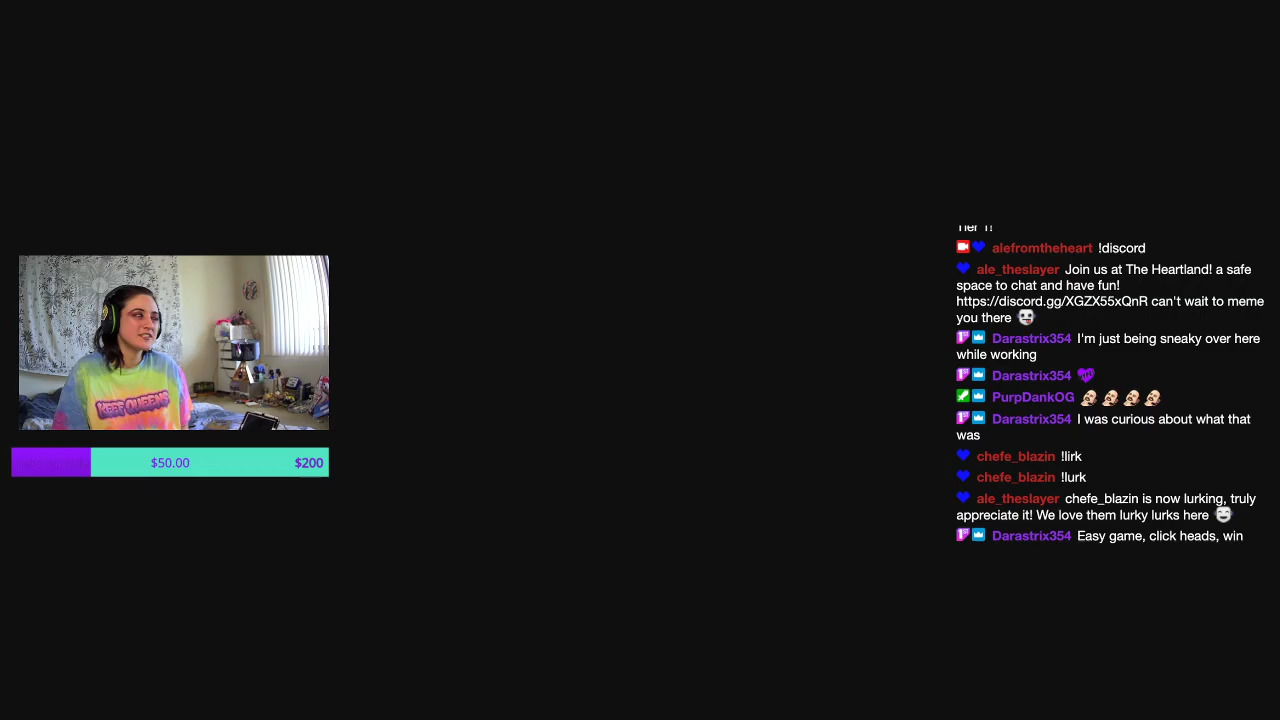 KEEF QUEENS
$50.00
$200
alefromtheheart !discord
ale_theslayer Join us at The Heartland! a safe
space to chat and have fun!
https://discord.gg/XGZX55xQnR can't wait to meme
you there
Darastrix354 I'm just being sneaky over here
while working
Darastrix354
PurpDankOG
Darastrix354 I was curious about what that
was
chefe_blazin !lirk
chefe_blazin !lurk
ale_theslayer chefe_blazin is now lurking, truly
appreciate it! We love them lurky lurks here
Darastrix354 Easy game, click heads, win